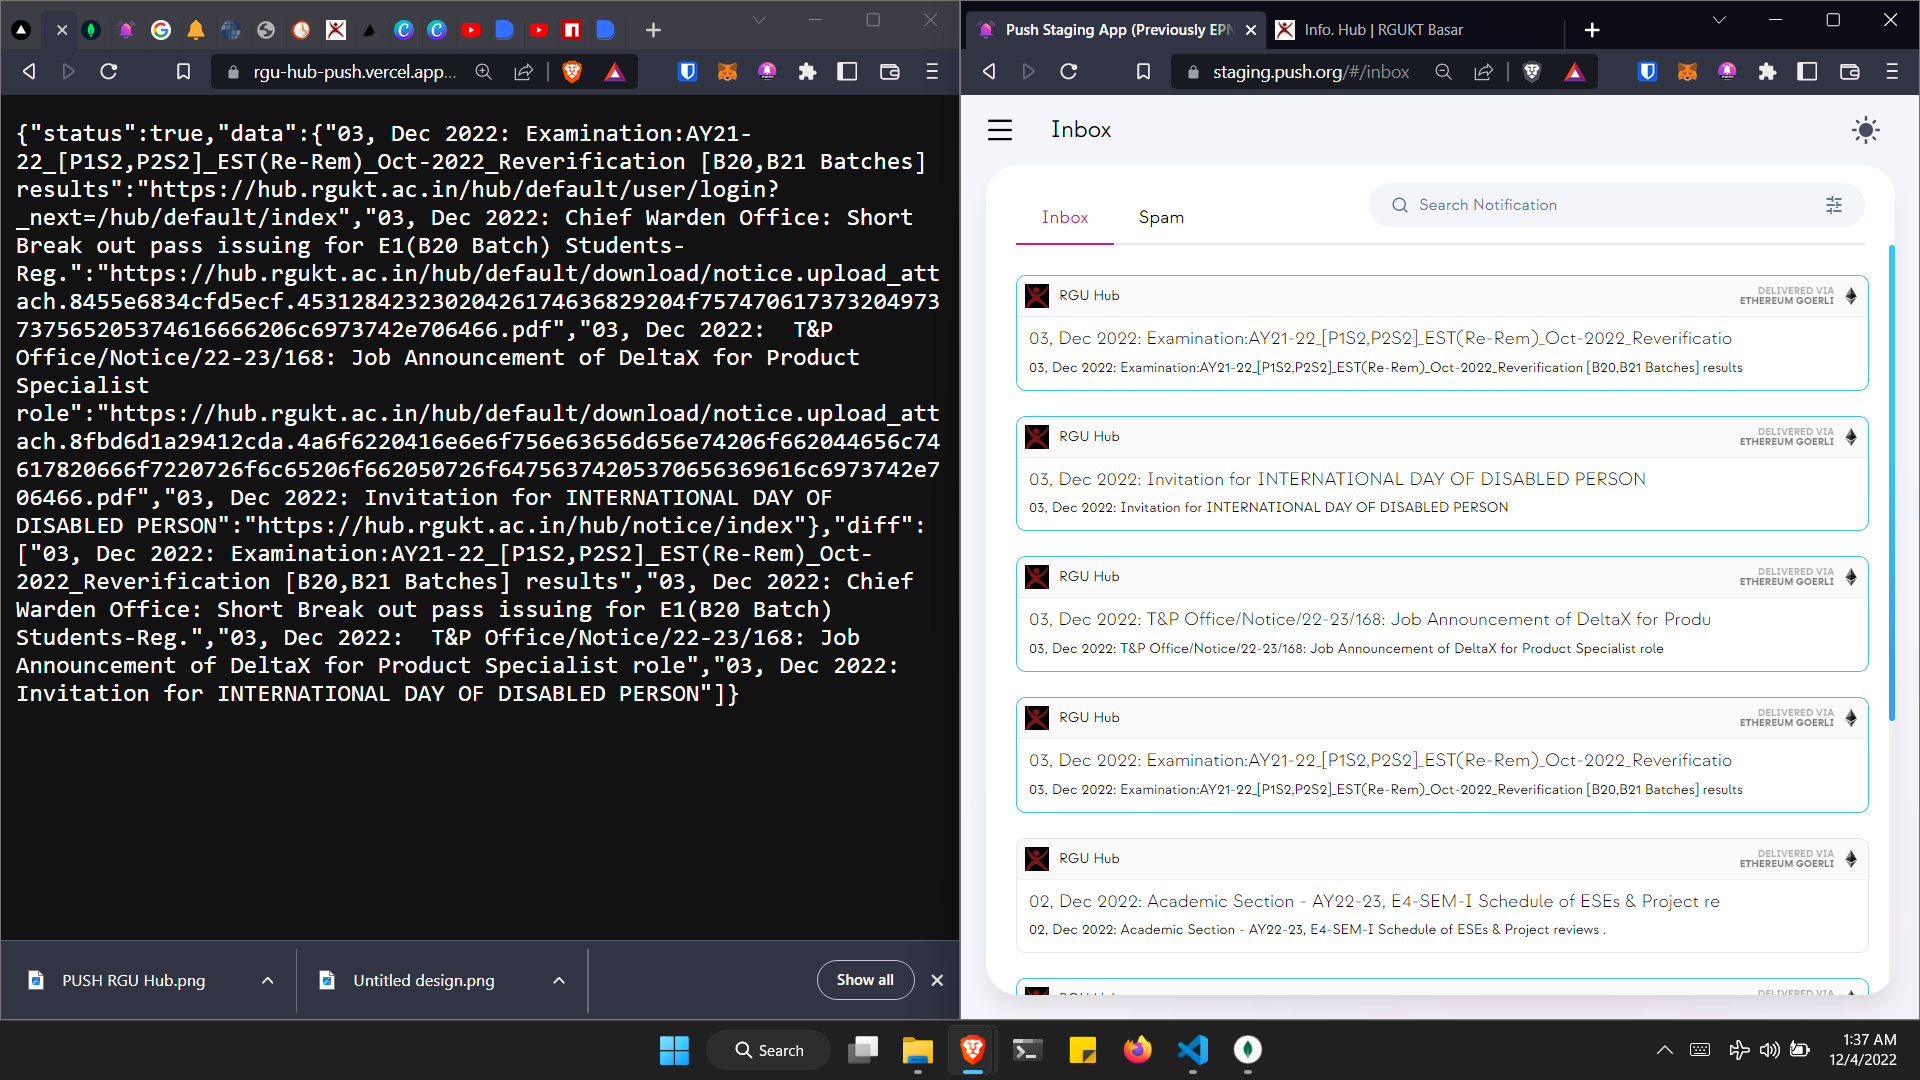 rgu-hub-push.vercel.app...
{"status":true,"data":{"03, Dec 2022: Examination:AY21-
22_[P1S2,P2S2]_EST(Re-Rem)_Oct-2022_Reverification [B20,B21 Batches]
results":"https://hub.rgukt.ac.in/hub/default/user/login?
_next=/hub/default/index","03, Dec 2022: Chief Warden Office: Short
Break out pass issuing for E1(B20 Batch) Students-
Reg.":"https://hub.rgukt.ac.in/hub/default/download/notice.upload_att
ach.8455e6834cfd5ecf.45312842323020426174636829204f75747061737320497­3
73756520537461 6666206c6973742e706466.pdf","03, Dec 2022:  T&P
Office/Notice/22-23/168: Job Announcement of DeltaX for Product
Specialist
role":"https://hub.rgukt.ac.in/hub/default/download/notice.upload_att
ach.8fbd6d1a29412cda.4a6f6220416e6e6f756e63656d656e74206f662044656c74
617820666f7220726f6c65206f662050726f64756374205370656369616c6973742e7
06466.pdf","03, Dec 2022: Invitation for INTERNATIONAL DAY OF
DISABLED PERSON":"https://hub.rgukt.ac.in/hub/notice/index"},"diff":
["03, Dec 2022: Examination:AY21-22_[P1S2,P2S2]_EST(Re-Rem)_Oct-
2022_Reverification [B20,B21 Batches] results","03, Dec 2022: Chief
Warden Office: Short Break out pass issuing for E1(B20 Batch)
Students-Reg.","03, Dec 2022:  T&P Office/Notice/22-23/168: Job
Announcement of DeltaX for Product Specialist role","03, Dec 2022:
Invitation for INTERNATIONAL DAY OF DISABLED PERSON"]}
PUSH RGU Hub.png
Untitled design.png
Show all
Push Staging App (Previously EPN
Info. Hub | RGUKT Basar
staging.push.org/#/inbox
Inbox
Inbox
Spam
Search Notification
RGU Hub
DELIVERED VIA
ETHEREUM GOERLI
03, Dec 2022: Examination:AY21-22_[P1S2,P2S2]_EST(Re-Rem)_Oct-2022_Reverificatio
03, Dec 2022: Examination:AY21-22_[P1S2,P2S2]_EST(Re-Rem)_Oct-2022_Reverification [B20,B21 Batches] results
RGU Hub
DELIVERED VIA
ETHEREUM GOERLI
03, Dec 2022: Invitation for INTERNATIONAL DAY OF DISABLED PERSON
03, Dec 2022: Invitation for INTERNATIONAL DAY OF DISABLED PERSON
RGU Hub
DELIVERED VIA
ETHEREUM GOERLI
03, Dec 2022: T&P Office/Notice/22-23/168: Job Announcement of DeltaX for Produ
03, Dec 2022: T&P Office/Notice/22-23/168: Job Announcement of DeltaX for Product Specialist role
RGU Hub
DELIVERED VIA
ETHEREUM GOERLI
03, Dec 2022: Examination:AY21-22_[P1S2,P2S2]_EST(Re-Rem)_Oct-2022_Reverificatio
03, Dec 2022: Examination:AY21-22_[P1S2,P2S2]_EST(Re-Rem)_Oct-2022_Reverification [B20,B21 Batches] results
RGU Hub
DELIVERED VIA
ETHEREUM GOERLI
02, Dec 2022: Academic Section - AY22-23, E4-SEM-I Schedule of ESEs & Project re
02, Dec 2022: Academic Section - AY22-23, E4-SEM-I Schedule of ESEs & Project reviews .
RGU Hub
DELIVERED VIA
Search
1:37 AM
12/4/2022